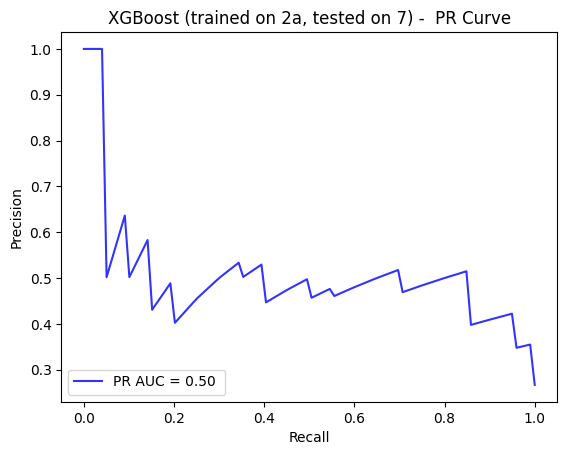 XGBoost (trained on 2a, tested on 7) -  PR Curve
1.0
0.9
0.8
0.7
0.6
0.5
0.4
0.3
Precision
PR AUC = 0.50
0.0 0.2 0.4 0.6 0.8 1.0
Recall